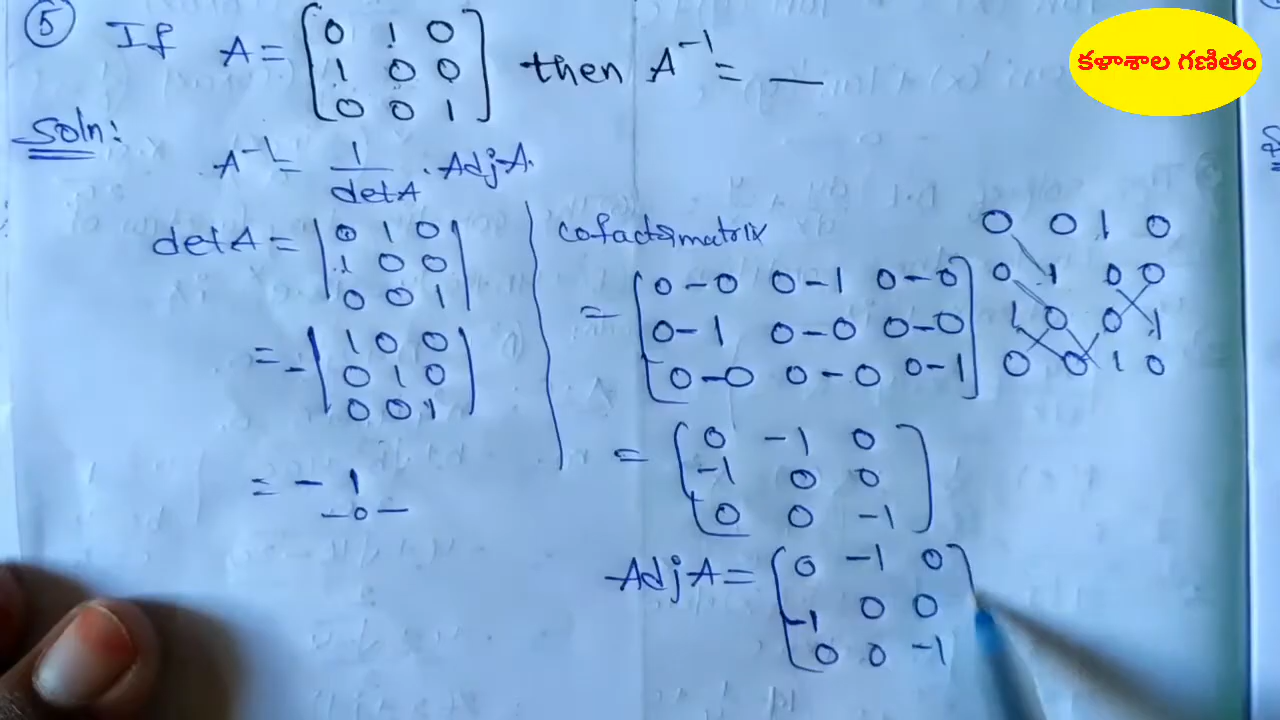 కళాశాల గణితం
5 If A = [0 1 0
1 0 0
0 0 1] then A⁻¹ = __
Soln:
A⁻¹ = 1/detA . AdjA.
detA = |0 1 0
1 0 0
0 0 1|
= -|1 0 0
0 1 0
0 0 1|
= - 1
-0-
cofactor matrix
= [0-0 0-1 0-0
0-1 0-0 0-0
0-0 0-0 0-1]
0 0 1 0
0 1 0 0
1 0 0 1
0 0 1 0
= [0 -1 0
-1 0 0
0 0 -1]
AdjA = [0 -1 0
-1 0 0
0 0 -1]